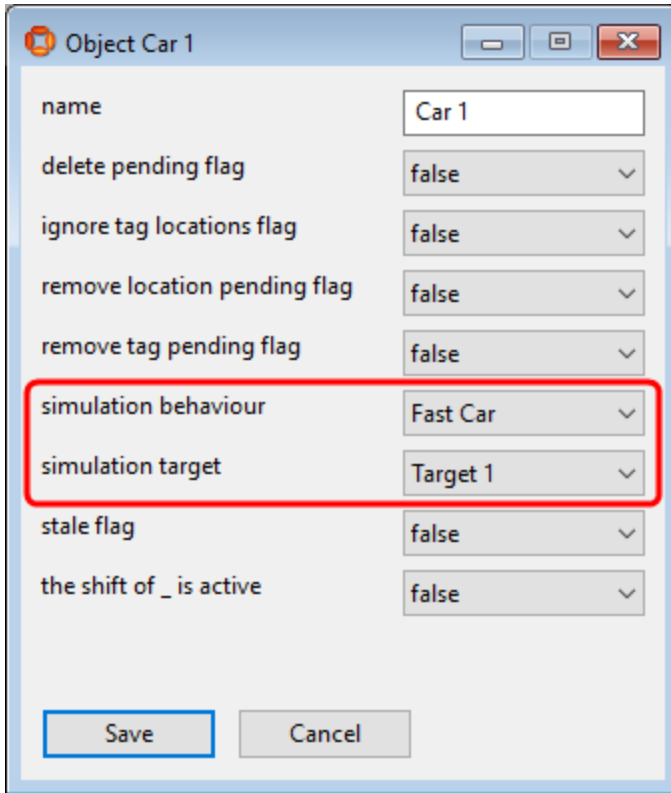 Object Car 1
name Car 1
delete pending flag false
ignore tag locations flag false
remove location pending flag false
remove tag pending flag false
simulation behaviour Fast Car
simulation target Target 1
stale flag false
the shift of _ is active false
Save Cancel